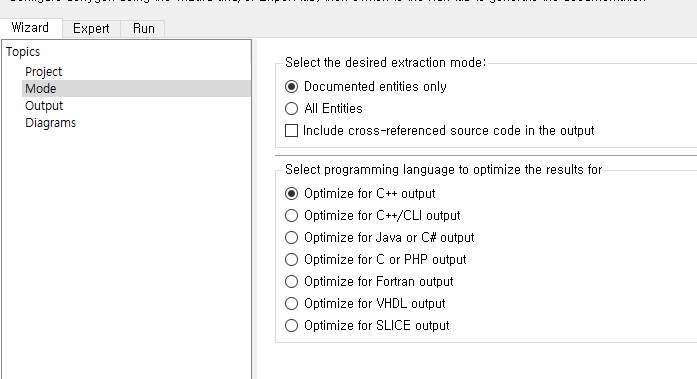 Wizard Expert Run
Topics
Project
Mode
Output
Diagrams
Select the desired extraction mode:
Documented entities only
All Entities
Include cross-referenced source code in the output
Select programming language to optimize the results for
Optimize for C++ output
Optimize for C++/CLI output
Optimize for Java or C# output
Optimize for C or PHP output
Optimize for Fortran output
Optimize for VHDL output
Optimize for SLICE output